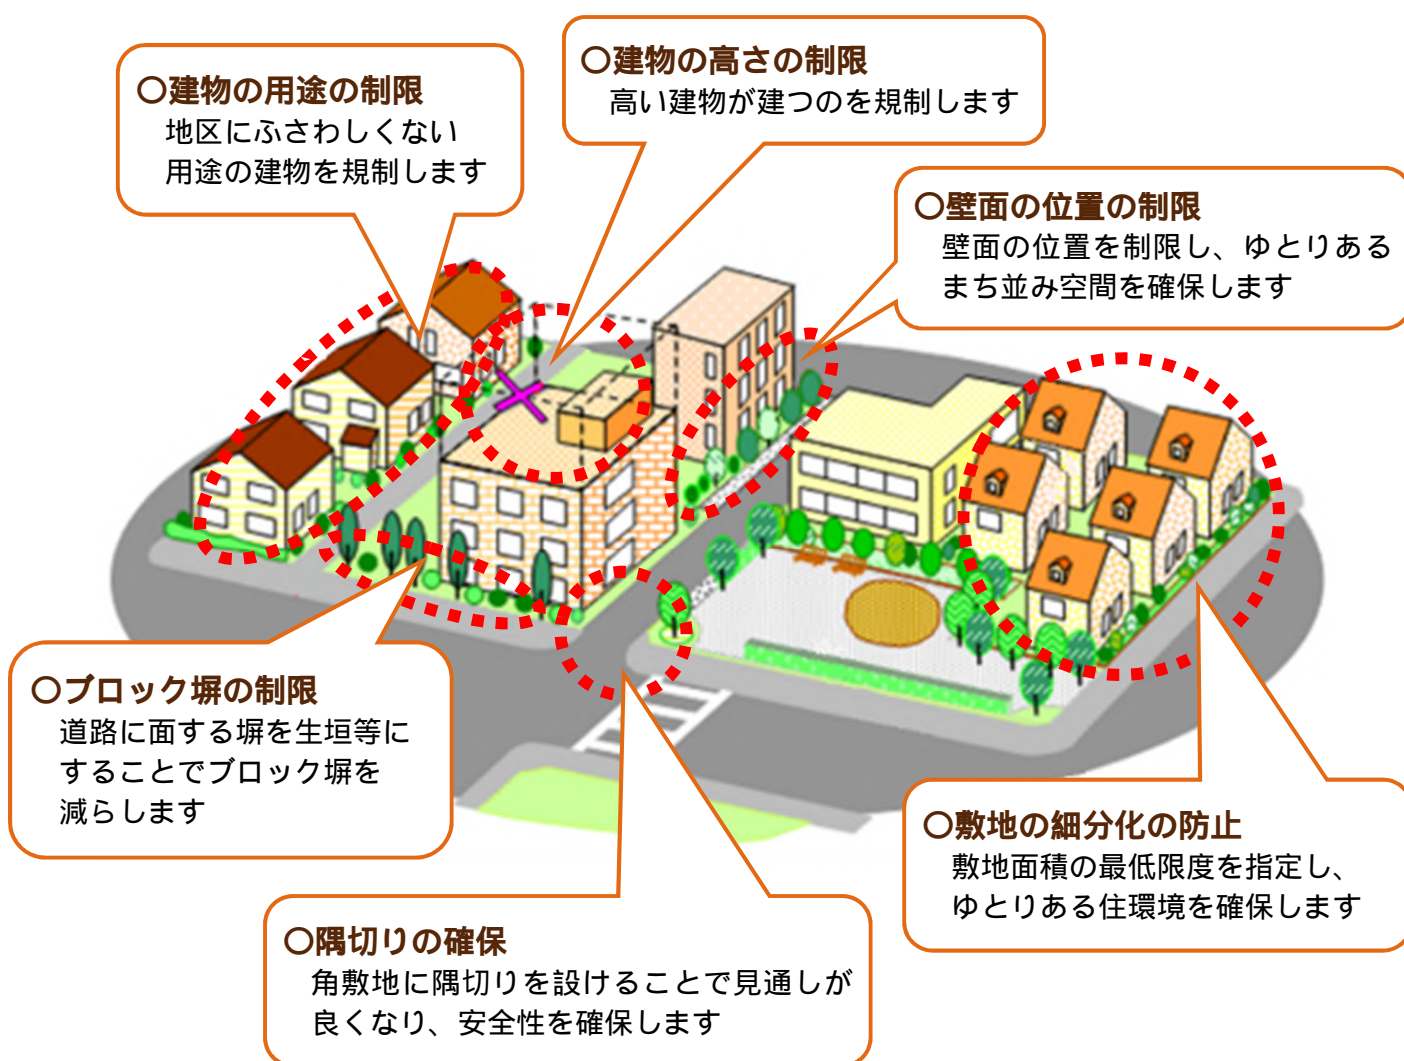 〇建物の用途の制限
地区にふさわしくない
用途の建物を規制します
〇建物の高さの制限
高い建物が建つのを規制します
〇壁面の位置の制限
壁面の位置を制限し、ゆとりある
まち並み空間を確保します
〇ブロック塀の制限
道路に面する塀を生垣等に
することでブロック塀を
減らします
〇敷地の細分化の防止
敷地面積の最低限度を指定し、
ゆとりある住環境を確保します
〇隅切りの確保
角敷地に隅切りを設けることで見通しが
良くなり、安全性を確保します